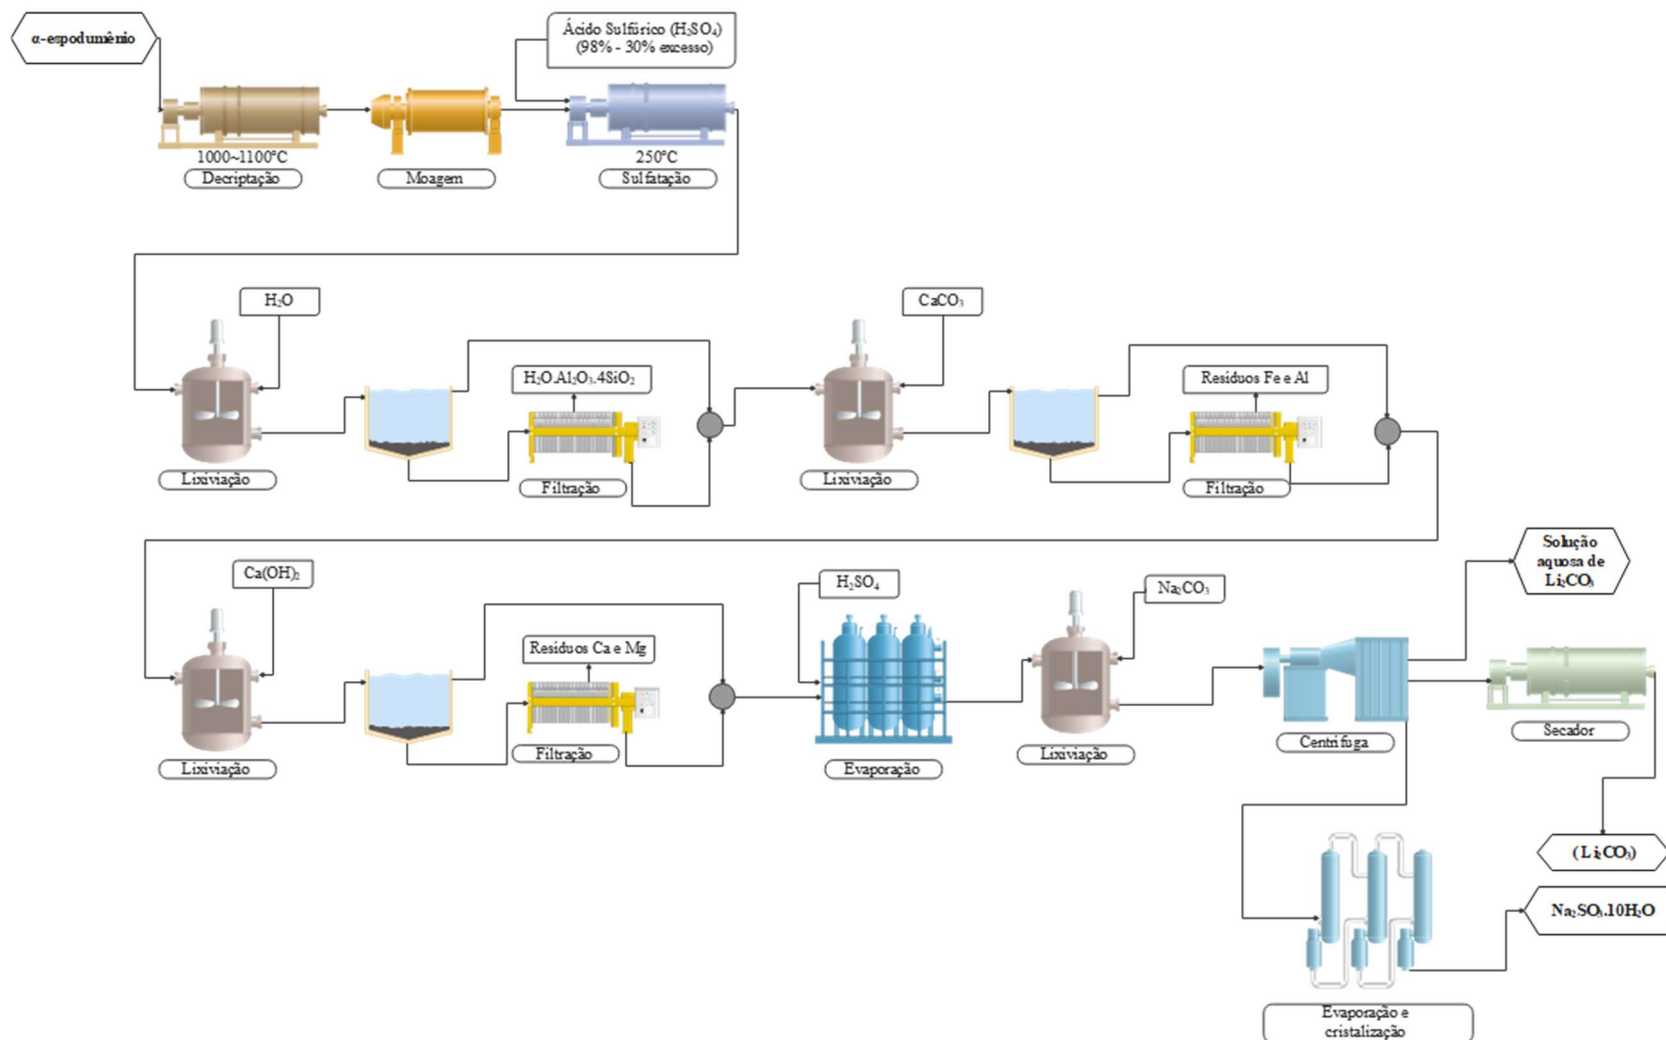 α-espodumênio
Ácido Sulfúrico (H₂SO₄)
(98% - 30% excesso)
1000~1100°C
Decriptação
Moagem
250°C
Sulfatação
H₂O
Lixiviação
H₂O.Al₂O₃.4SiO₂
Filtração
CaCO₃
Lixiviação
Resíduos Fe e Al
Filtração
Ca(OH)₂
Lixiviação
Resíduos Ca e Mg
Filtração
H₂SO₄
Evaporação
Na₂CO₃
Lixiviação
Centrífuga
Solução
aquosa de
Li₂CO₃
Secador
(Li₂CO₃)
Na₂SO₃.10H₂O
Evaporação e
cristalização